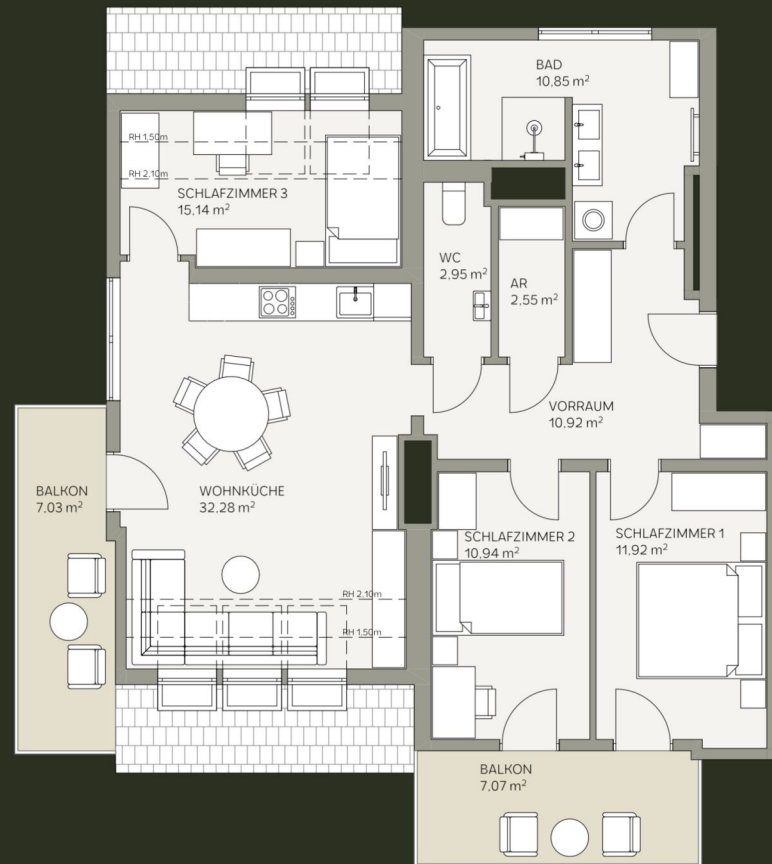 BAD
10.85 m²
RH 1.50m
RH 2.10m
SCHLAFZIMMER 3
15.14 m²
WC
2.95 m²
AR
2.55 m²
VORRAUM
10.92 m²
BALKON
7.03 m²
WOHNKÜCHE
32.28 m²
SCHLAFZIMMER 2
10.94 m²
SCHLAFZIMMER 1
11.92 m²
RH 2.10m
RH 1.50m
BALKON
7.07 m²